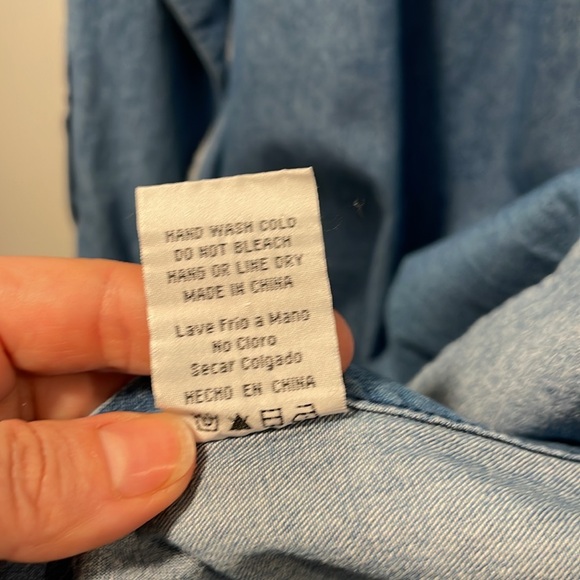 HAND WASH COLD
DO NOT BLEACH
HANG OR LINE DRY
MADE IN CHINA
Lave Frío a Mano
No Cloro
Secar Colgado
HECHO EN CHINA